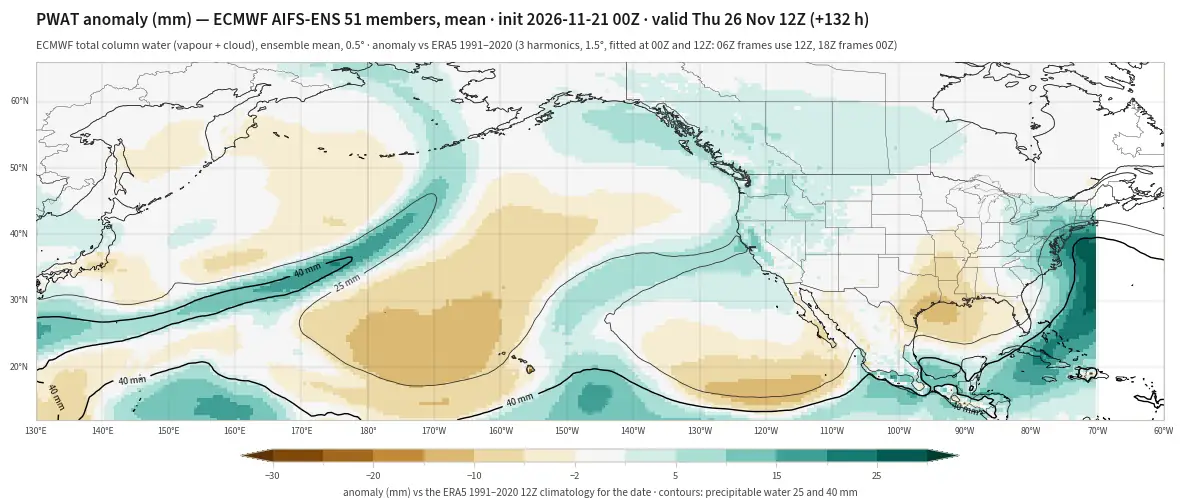 PWAT anomaly (mm) — ECMWF AIFS-ENS 51 members, mean · init 2026-11-21 00Z · valid Thu 26 Nov 12Z (+132 h)
ECMWF total column water (vapour + cloud), ensemble mean, 0.5° · anomaly vs ERA5 1991–2020 (3 harmonics, 1.5°, fitted at 00Z and 12Z: 06Z frames use 12Z, 18Z frames 00Z)
60°N
50°N
40°N
40 mm
25 mm
30°N
20°N
40 mm
40 mm
40 mm
40 mm
130°E 140°E 150°E 160°E 170°E 180° 170°W 160°W 150°W 140°W 130°W 120°W 110°W 100°W 90°W 80°W 70°W 60°W
−30 −20 −10 −2 5 15 25
anomaly (mm) vs the ERA5 1991–2020 12Z climatology for the date · contours: precipitable water 25 and 40 mm